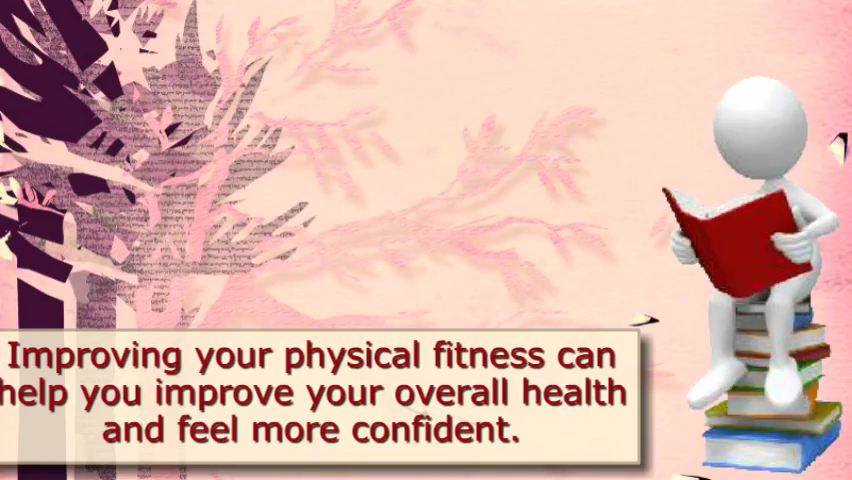 Improving your physical fitness can
help you improve your overall health
and feel more confident.